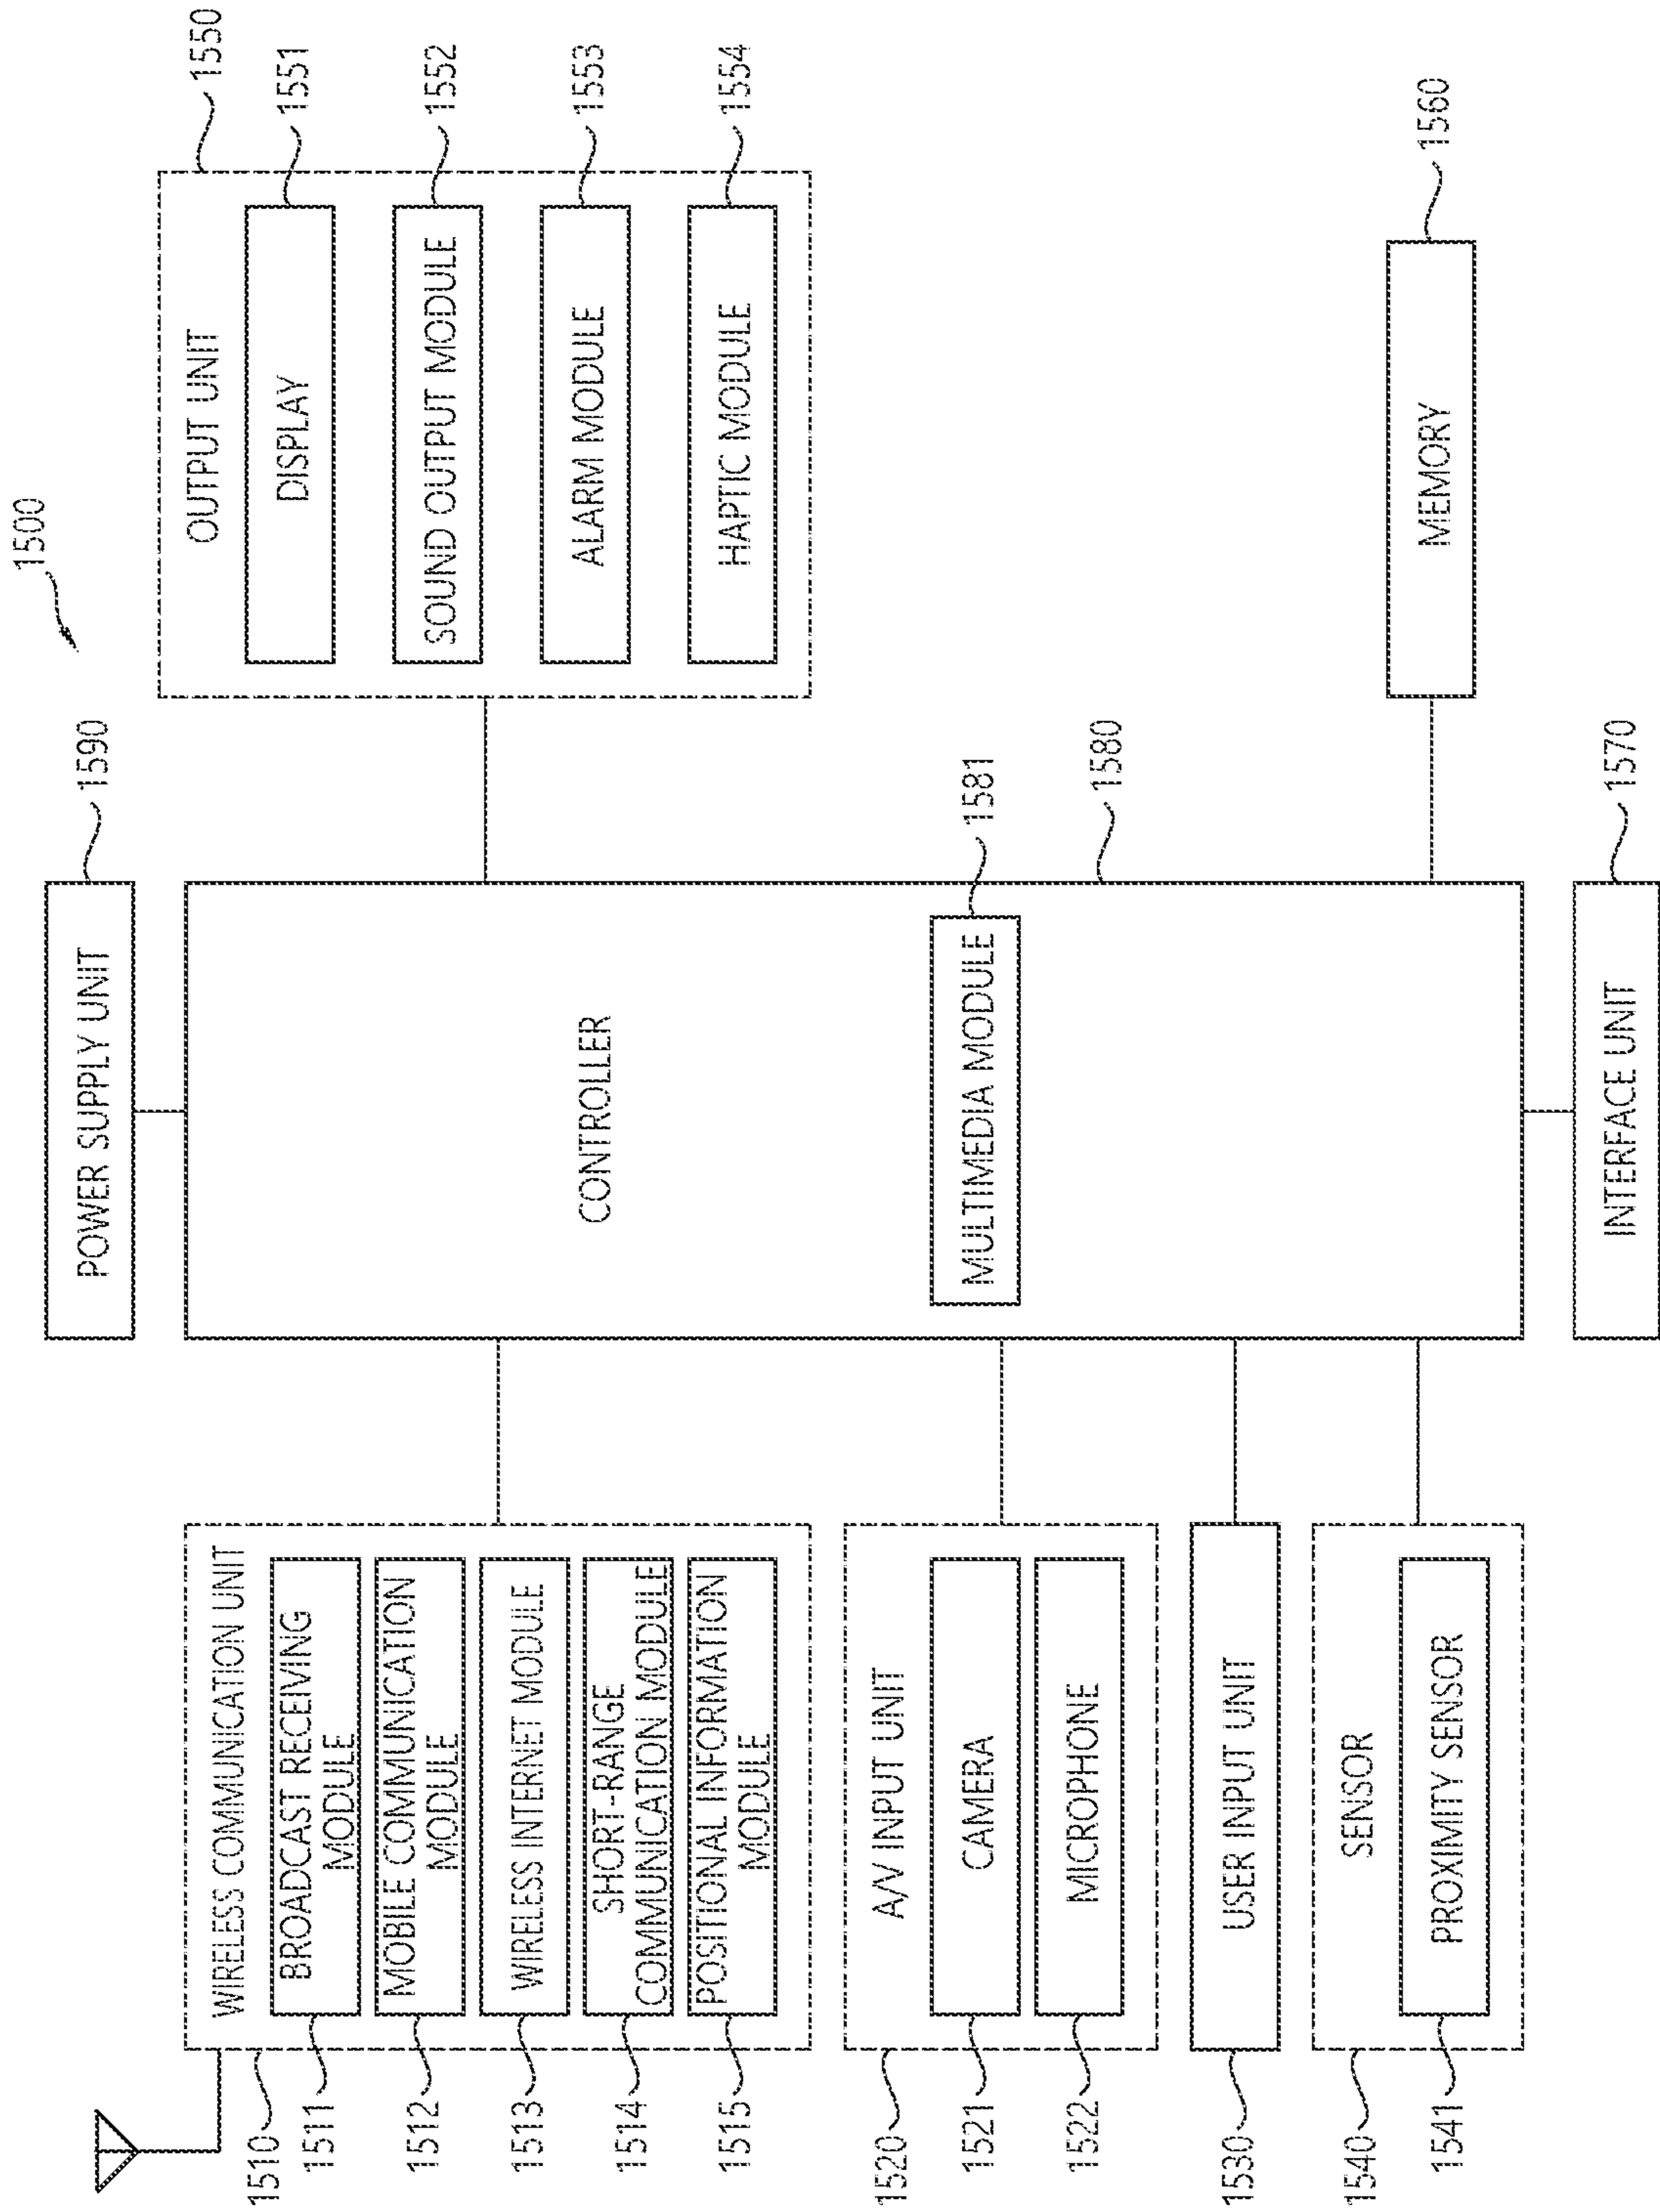 1500
POWER SUPPLY UNIT
1590
1510
WIRELESS COMMUNICATION UNIT
1511
BROADCAST RECEIVING
MODULE
1512
MOBILE COMMUNICATION
MODULE
1513
WIRELESS INTERNET MODULE
1514
SHORT-RANGE
COMMUNICATION MODULE
1515
POSITIONAL INFORMATION
MODULE
1520
A/V INPUT UNIT
1521
CAMERA
1522
MICROPHONE
1530
USER INPUT UNIT
1540
SENSOR
1541
PROXIMITY SENSOR
CONTROLLER
MULTIMEDIA MODULE
1581
1580
INTERFACE UNIT
1570
OUTPUT UNIT
1550
DISPLAY
1551
SOUND OUTPUT MODULE
1552
ALARM MODULE
1553
HAPTIC MODULE
1554
MEMORY
1560